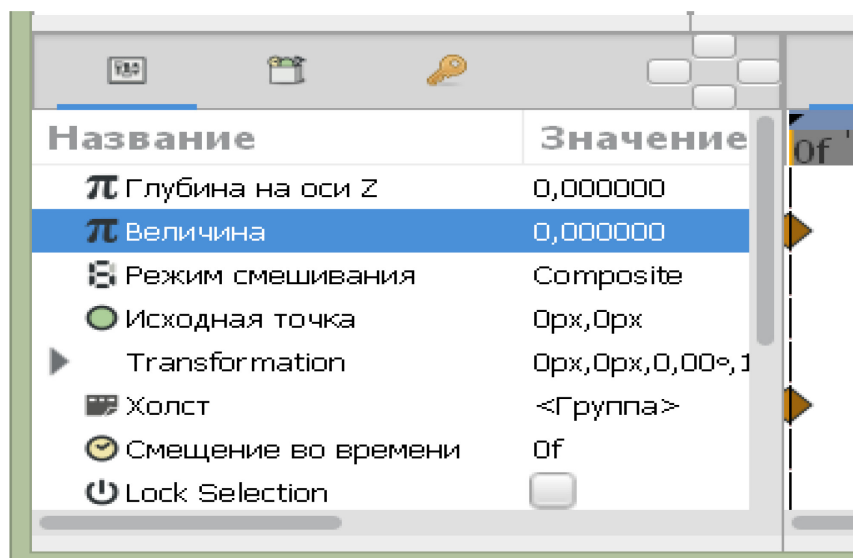 Название Значение 0f
Глубина на оси Z 0,000000
Величина 0,000000
Режим смешивания Composite
Исходная точка 0px,0px
Transformation 0px,0px,0,00°,1
Холст <Группа>
Смещение во времени 0f
Lock Selection